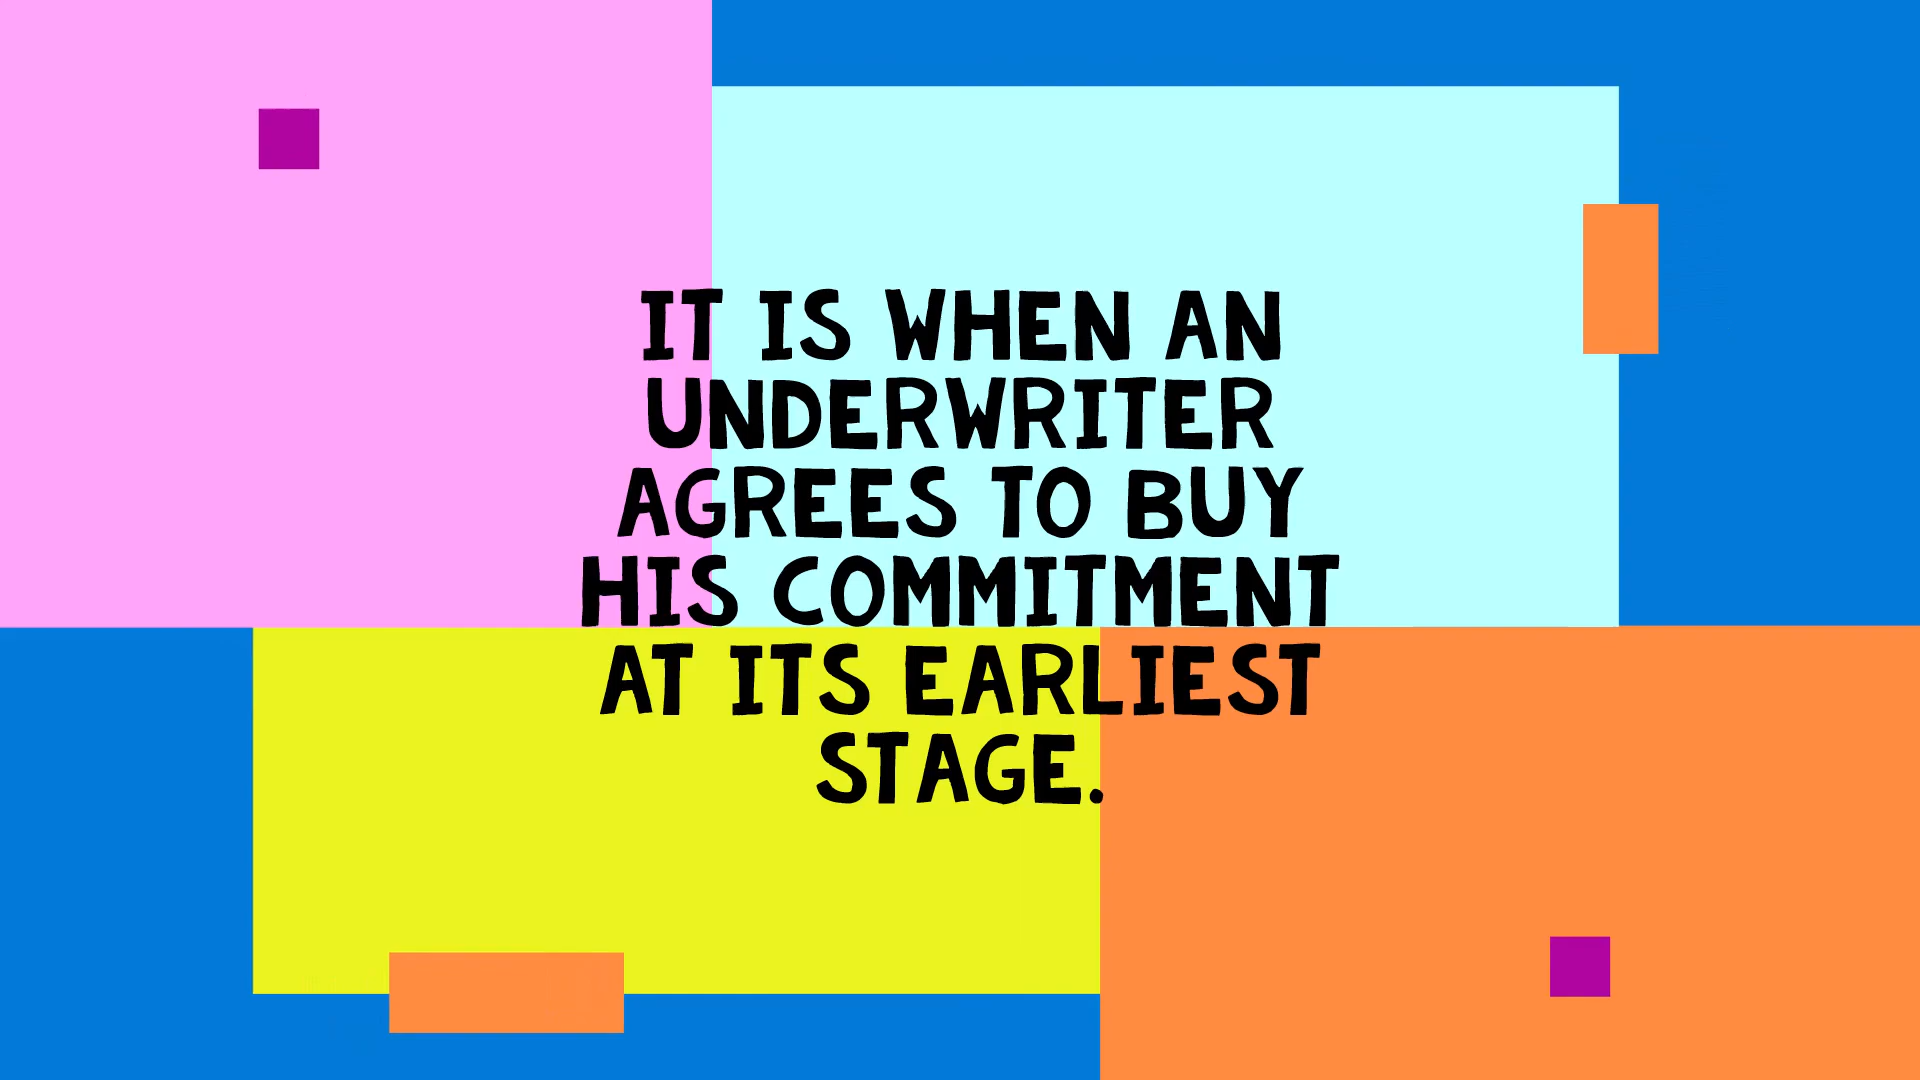 IT IS WHEN AN
UNDERWRITER
AGREES TO BUY
HIS COMMITMENT
AT ITS EARLIEST
STAGE.